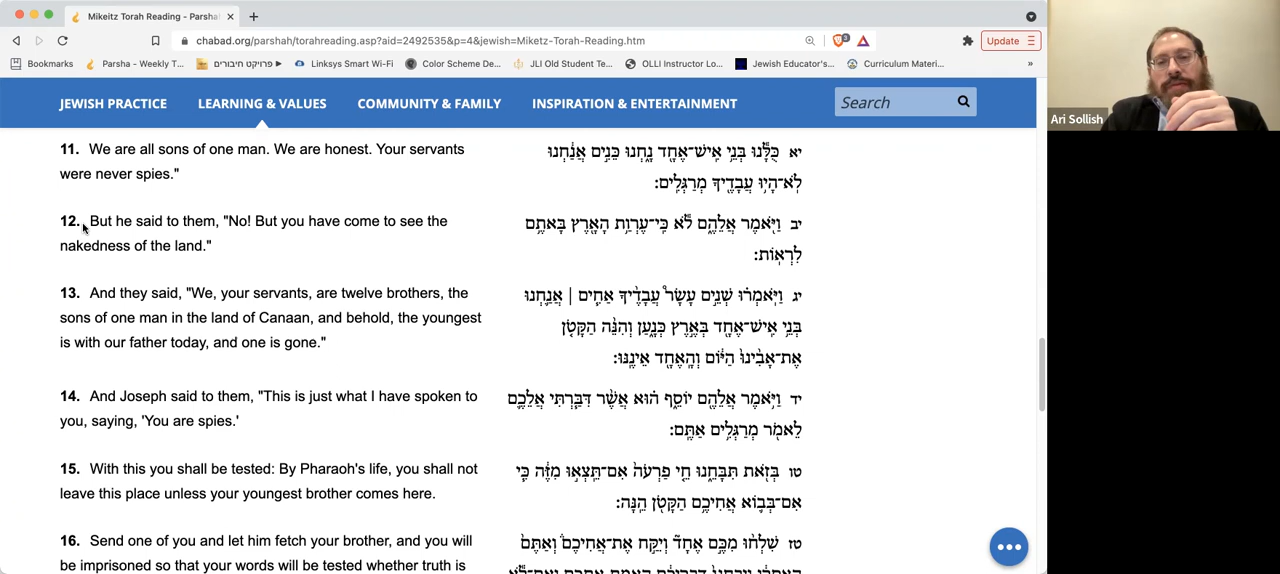 Mikeitz Torah Reading - Parsha
chabad.org/parshah/torahreading.asp?aid=2492535&p=4&jewish=Miketz-Torah-Reading.htm
Update
Bookmarks
Parsha - Weekly T...
פרויקט חיבורים
Linksys Smart Wi-Fi
Color Scheme De...
JLI Old Student Te...
OLLI Instructor Lo...
Jewish Educator's...
Curriculum Materi...
»
JEWISH PRACTICE
LEARNING & VALUES
COMMUNITY & FAMILY
INSPIRATION & ENTERTAINMENT
Search
Ari Sollish
11. We are all sons of one man. We are honest. Your servants
were never spies."
יא כֻּלָּ֕נוּ בְּנֵ֥י אִֽישׁ־אֶחָ֖ד נָ֑חְנוּ כֵּנִ֣ים אֲנַ֔חְנוּ
לֹא־הָי֥וּ עֲבָדֶ֖יךָ מְרַגְּלִֽים:
12. But he said to them, "No! But you have come to see the
nakedness of the land."
יב וַיֹּ֖אמֶר אֲלֵהֶ֑ם לֹ֕א כִּֽי־עֶרְוַ֥ת הָאָ֖רֶץ בָּאתֶ֥ם
לִרְאֽוֹת:
13. And they said, "We, your servants, are twelve brothers, the
sons of one man in the land of Canaan, and behold, the youngest
is with our father today, and one is gone."
יג וַיֹּֽאמְר֗וּ שְׁנֵ֣ים עָשָׂר֩ עֲבָדֶ֨יךָ אַחִ֧ים | אֲנַ֛חְנוּ
בְּנֵ֥י אִֽישׁ־אֶחָ֖ד בְּאֶ֣רֶץ כְּנָ֑עַן וְהִנֵּ֨ה הַקָּטֹ֤ן
אֶת־אָבִ֨ינוּ֙ הַיּ֔וֹם וְהָֽאֶחָ֖ד אֵינֶֽנּוּ:
14. And Joseph said to them, "This is just what I have spoken to
you, saying, 'You are spies.'
יד וַיֹּ֥אמֶר אֲלֵהֶ֖ם יוֹסֵ֑ף ה֗וּא אֲשֶׁ֨ר דִּבַּ֧רְתִּי אֲלֵכֶ֛ם
לֵאמֹ֖ר מְרַגְּלִ֥ים אַתֶּֽם:
15. With this you shall be tested: By Pharaoh's life, you shall not
leave this place unless your youngest brother comes here.
טו בְּזֹ֖את תִּבָּחֵ֑נוּ חֵ֤י פַרְעֹה֙ אִם־תֵּֽצְא֣וּ מִזֶּ֔ה כִּ֧י
אִם־בְּב֛וֹא אֲחִיכֶ֥ם הַקָּטֹ֖ן הֵֽנָּה:
16. Send one of you and let him fetch your brother, and you will
be imprisoned so that your words will be tested whether truth is
טז שִׁלְח֨וּ מִכֶּ֣ם אֶחָד֮ וְיִקַּ֣ח אֶת־אֲחִיכֶם֒ וְאַתֶּם֙